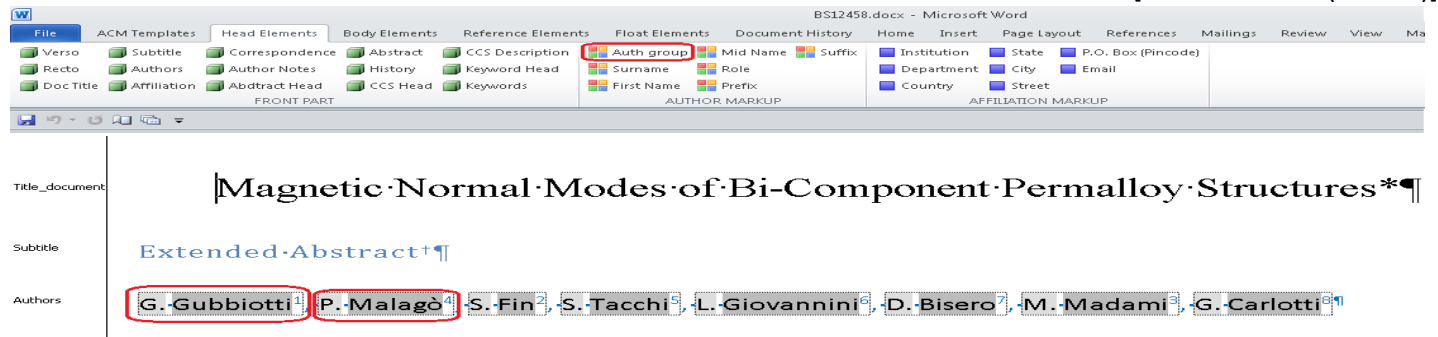 BS12458.docx - Microsoft Word
File ACM Templates Head Elements Body Elements Reference Elements Float Elements Document History Home Insert Page Layout References Mailings Review View Ma
Verso Subtitle Correspondence Abstract CCS Description Auth group Mid Name Suffix Institution State P.O. Box (Pincode)
Recto Authors Author Notes History Keyword Head Surname Role Department City Email
Doc Title Affiliation Abdtract Head CCS Head Keywords First Name Prefix Country Street
FRONT PART AUTHOR MARKUP AFFILIATION MARKUP
Title_document Magnetic·Normal·Modes·of·Bi-Component·Permalloy·Structures*¶
Subtitle Extended·Abstract†¶
Authors G.·Gubbiotti¹,·P.·Malagò⁴,·S.·Fin²,·S.·Tacchi⁵,·L.·Giovannini⁶,·D.·Bisero⁷,·M.·Madami³,·G.·Carlotti⁸¶